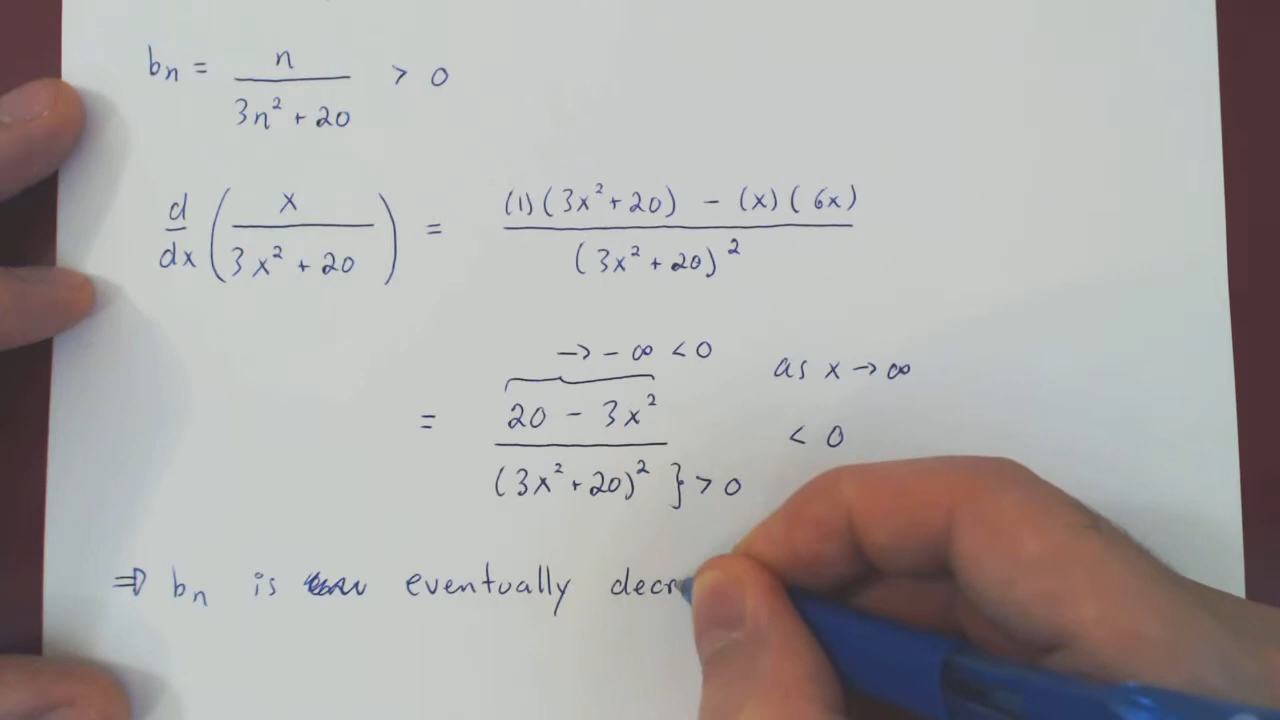 bn = n / (3n² + 20) > 0
d/dx ( x / (3x² + 20) ) = ( (1)(3x² + 20) - (x)(6x) ) / (3x² + 20)²
→ - ∞ < 0 as x → ∞
= (20 - 3x²) / (3x² + 20)² } > 0 < 0
⇒ bn is eventually decr